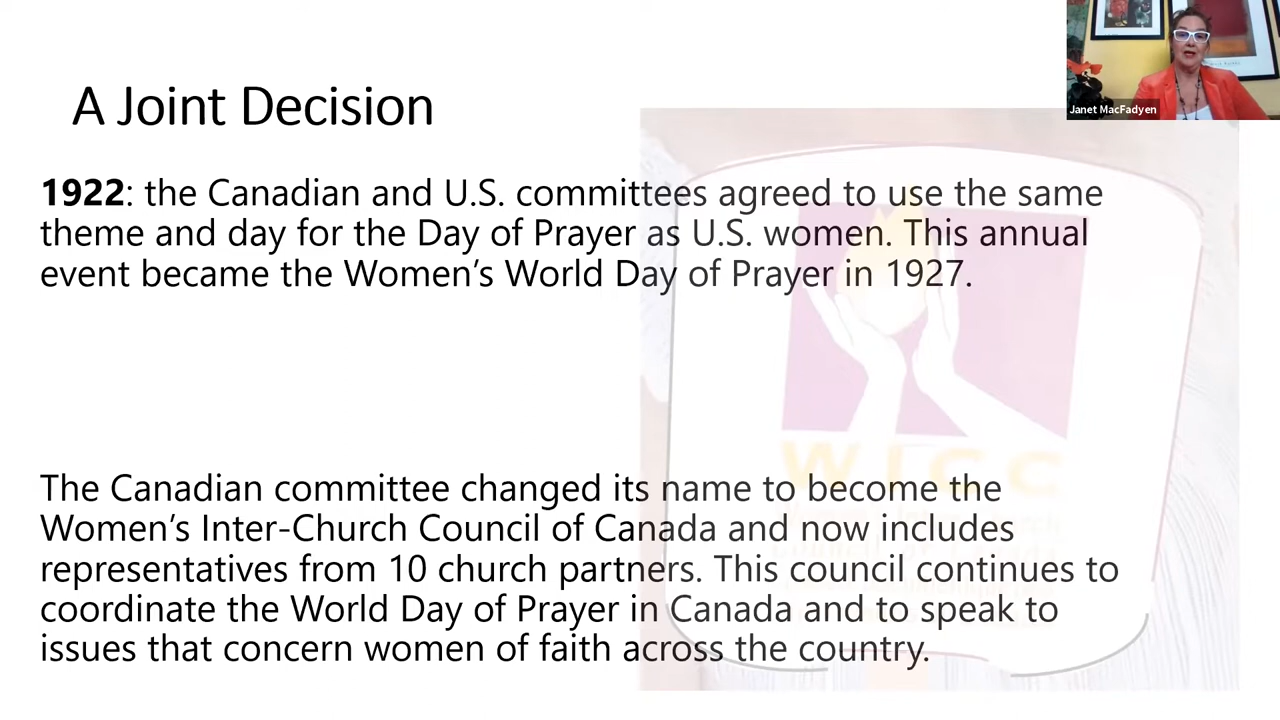 Janet MacFadyen
A Joint Decision
1922: the Canadian and U.S. committees agreed to use the same
theme and day for the Day of Prayer as U.S. women. This annual
event became the Women’s World Day of Prayer in 1927.
WICC
The Canadian committee changed its name to become the
Women’s Inter-Church Council of Canada and now includes
representatives from 10 church partners. This council continues to
coordinate the World Day of Prayer in Canada and to speak to
issues that concern women of faith across the country.